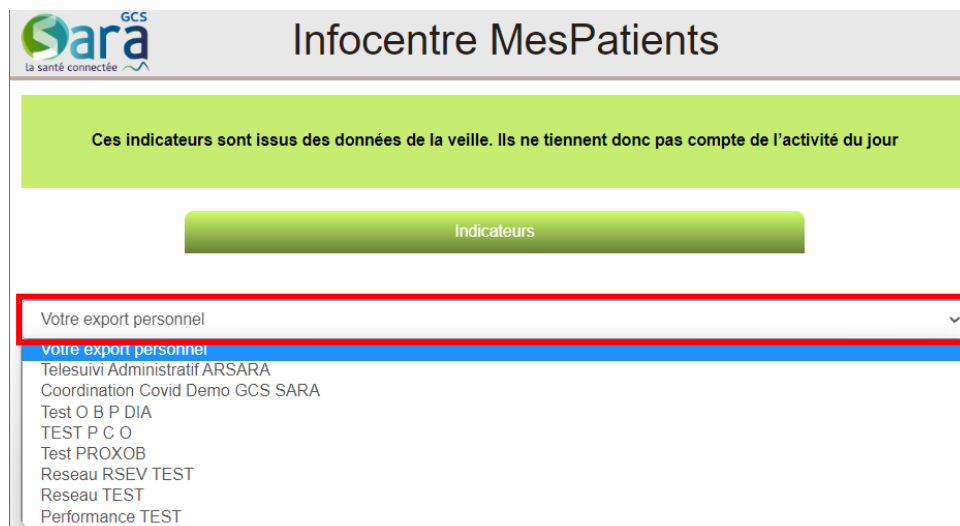 GCS
Sara
la santé connectée
Infocentre MesPatients
Ces indicateurs sont issus des données de la veille. Ils ne tiennent donc pas compte de l'activité du jour
Indicateurs
Votre export personnel
Votre export personnel
Telesuivi Administratif ARSARA
Coordination Covid Demo GCS SARA
Test O B P DIA
TEST P C O
Test PROXOB
Reseau RSEV TEST
Reseau TEST
Performance TEST